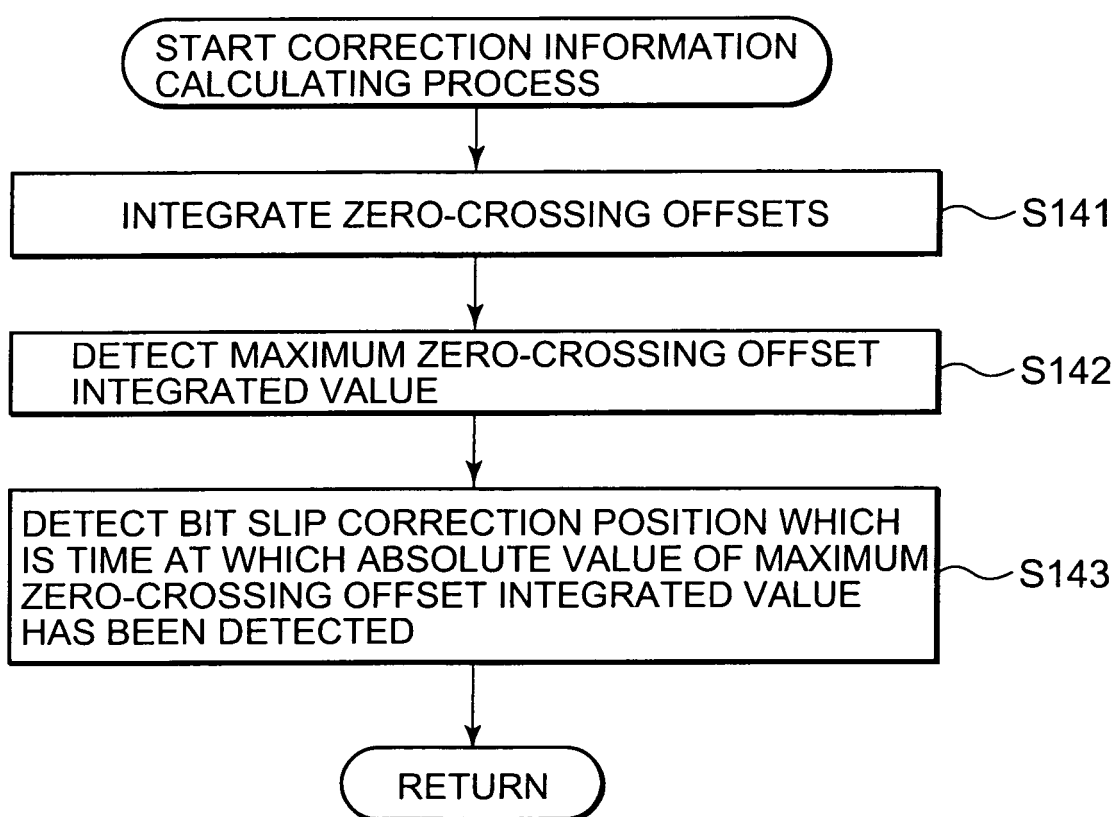 START CORRECTION INFORMATION
CALCULATING PROCESS
INTEGRATE ZERO-CROSSING OFFSETS
S141
DETECT MAXIMUM ZERO-CROSSING OFFSET
INTEGRATED VALUE
S142
DETECT BIT SLIP CORRECTION POSITION WHICH
IS TIME AT WHICH ABSOLUTE VALUE OF MAXIMUM
ZERO-CROSSING OFFSET INTEGRATED VALUE
HAS BEEN DETECTED
S143
RETURN